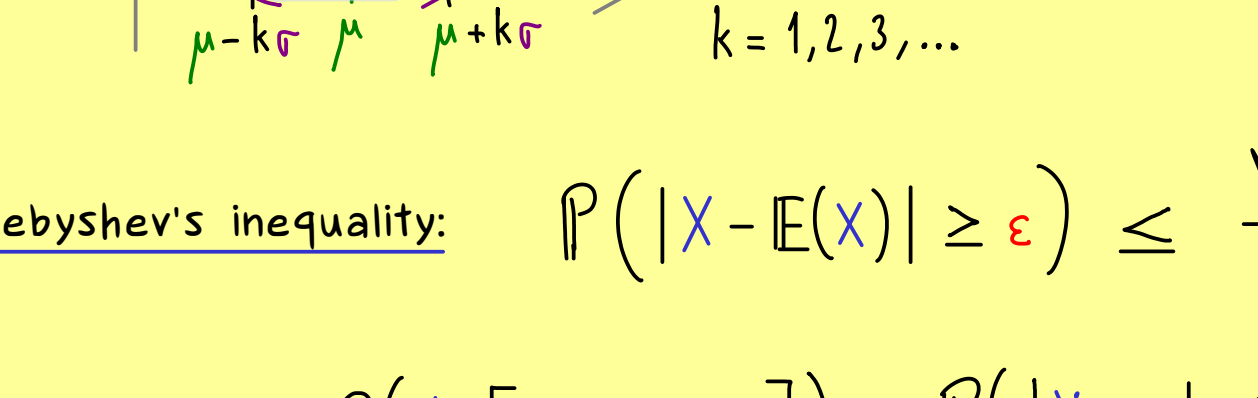 μ-kσ μ μ+kσ k = 1,2,3,...
ebyshev's inequality: ℙ(|X-𝔼(X)| ≥ ε) ≤